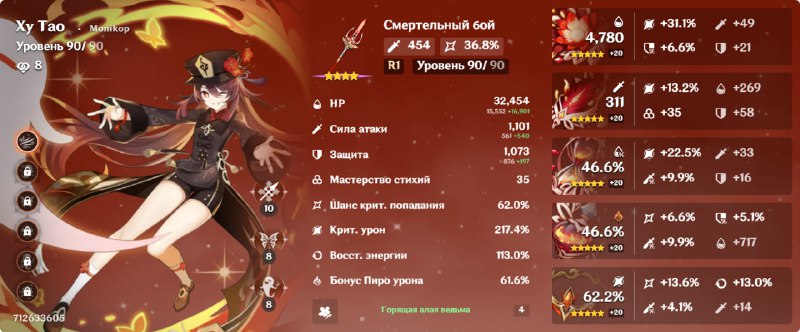 Ху Тао - Monikop
Уровень 90/ 90
8
10
8
8
712633605
Смертельный бой
454 36.8%
R1 Уровень 90/ 90
HP 32,454
15,552 +16,901
Сила атаки 1,101
561 +540
Защита 1,073
876 +197
Мастерство стихий 35
Шанс крит. попадания 62.0%
Крит. урон 217.4%
Восст. энергии 113.0%
Бонус Пиро урона 61.6%
Горящая алая ведьма 4
4,780
+20
+31.1% +49
+6.6% +21
311
+20
+13.2% +269
+35 +58
46.6%
+20
+22.5% +33
+9.9% +16
46.6%
+20
+6.6% +5.1%
+9.9% +717
62.2%
+20
+13.6% +13.0%
+4.1% +14